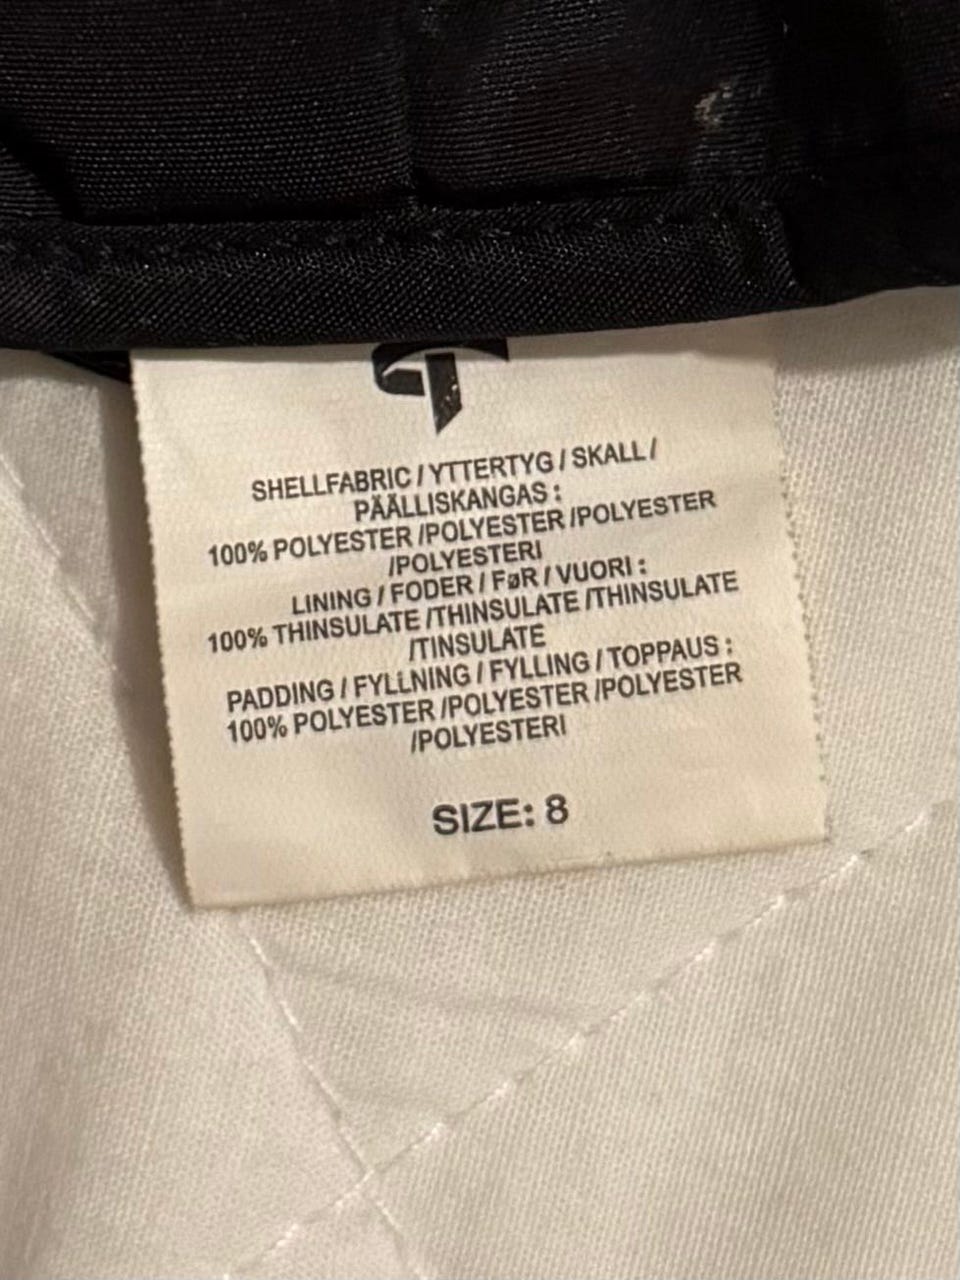 SHELLFABRIC / YTTERTYG / SKALL /
PÄÄLLISKANGAS :
100% POLYESTER /POLYESTER /POLYESTER
/POLYESTERI
LINING / FODER / FøR / VUORI :
100% THINSULATE /THINSULATE /THINSULATE
/TINSULATE
PADDING / FYLLNING / FYLLING / TOPPAUS :
100% POLYESTER /POLYESTER /POLYESTER
/POLYESTERI
SIZE: 8